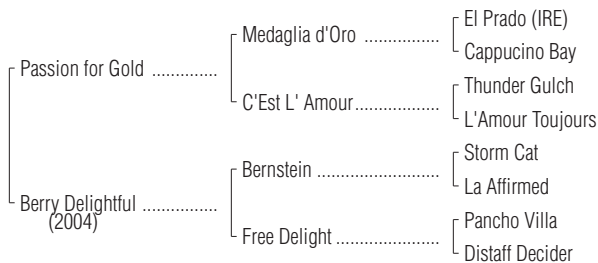 El Prado (IRE)
Medaglia d'Oro ................
Cappucino Bay
Passion for Gold ..............
Thunder Gulch
C'Est L' Amour..................
L'Amour Toujours
Storm Cat
Bernstein ......................
La Affirmed
Berry Delightful ................
(2004)
Pancho Villa
Free Delight ....................
Distaff Decider